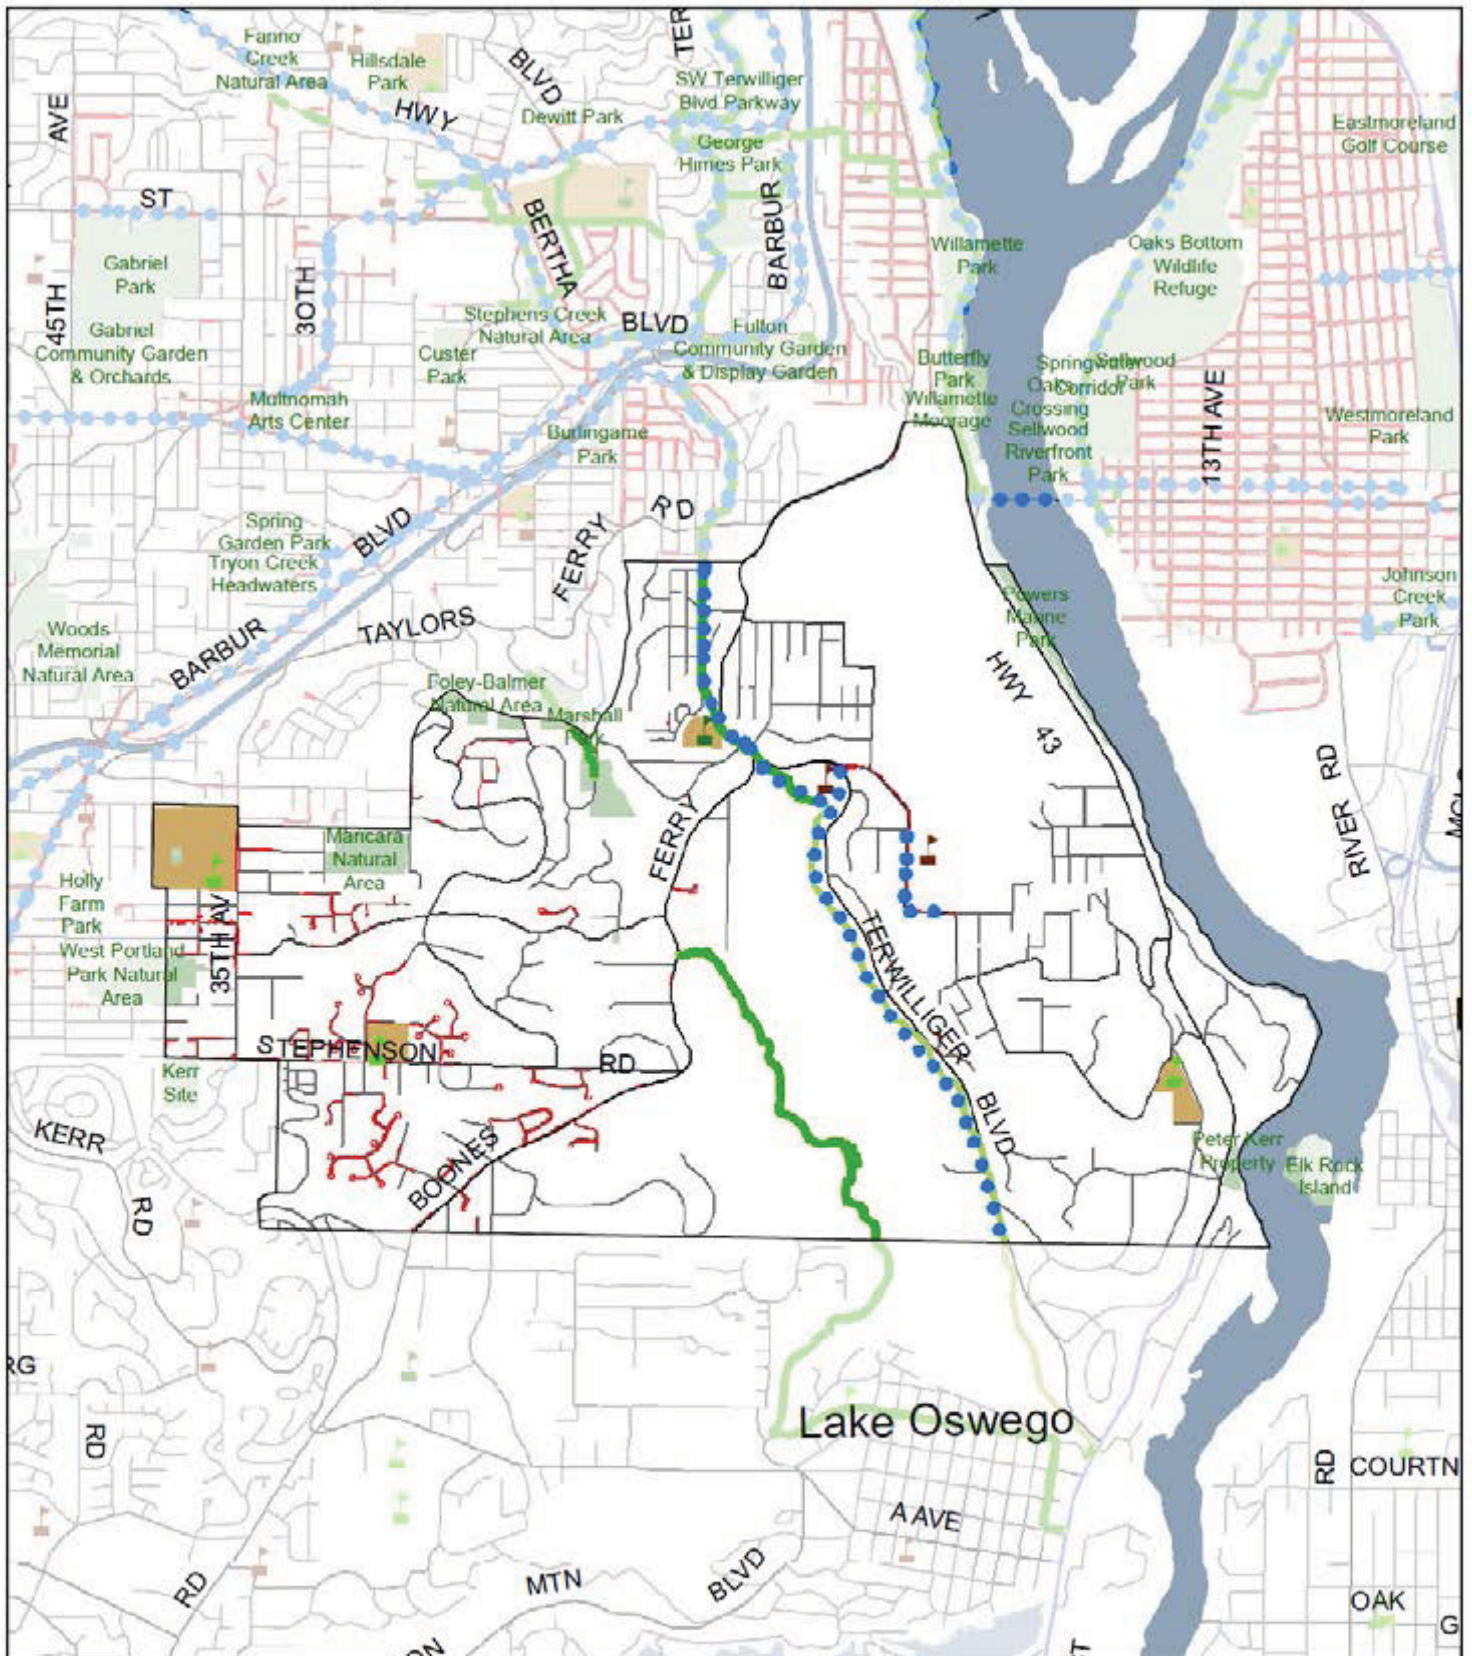 TER
Fanno
Creek
Natural Area
Hillsdale
Park
BLVD
SW Terwilliger
Blvd Parkway
AVE
HWY
Dewitt Park
Eastmoreland
Golf Course
George
Himes Park
ST
BERTHA
BARBUR
Willamette
Park
Oaks Bottom
Wildlife
Refuge
Gabriel
Park
45TH
30TH
Stephens Creek
Natural Area
BLVD
Fulton
Community Garden
& Display Garden
Gabriel
Community Garden
& Orchards
Custer
Park
Butterfly
Park
Springwater
Corridor
Sellwood
Park
Willamette
Moorage
Oaks
Crossing
Sellwood
Riverfront
Park
13TH AVE
Multnomah
Arts Center
Westmoreland
Park
Burlingame
Park
RD
FERRY
Spring
Garden Park
BLVD
Tryon Creek
Headwaters
Johnson
Creek
Park
Powers
Marine
Park
TAYLORS
Woods
Memorial
Natural Area
BARBUR
HWY
43
Foley-Balmer
Natural Area
Marshall
RIVER RD
FERRY
Maricara
Natural
Area
Holly
Farm
Park
35TH AV
West Portland
Park Natural
Area
TERWILLIGER
BLVD
STEPHENSON
RD
Kerr
Site
KERR
RD
BOONES
Peter Kerr
Property
Elk Rock
Island
RG
RD
Lake Oswego
RD
COURTN
A AVE
RD
MTN
BLVD
OAK
G
ON
T